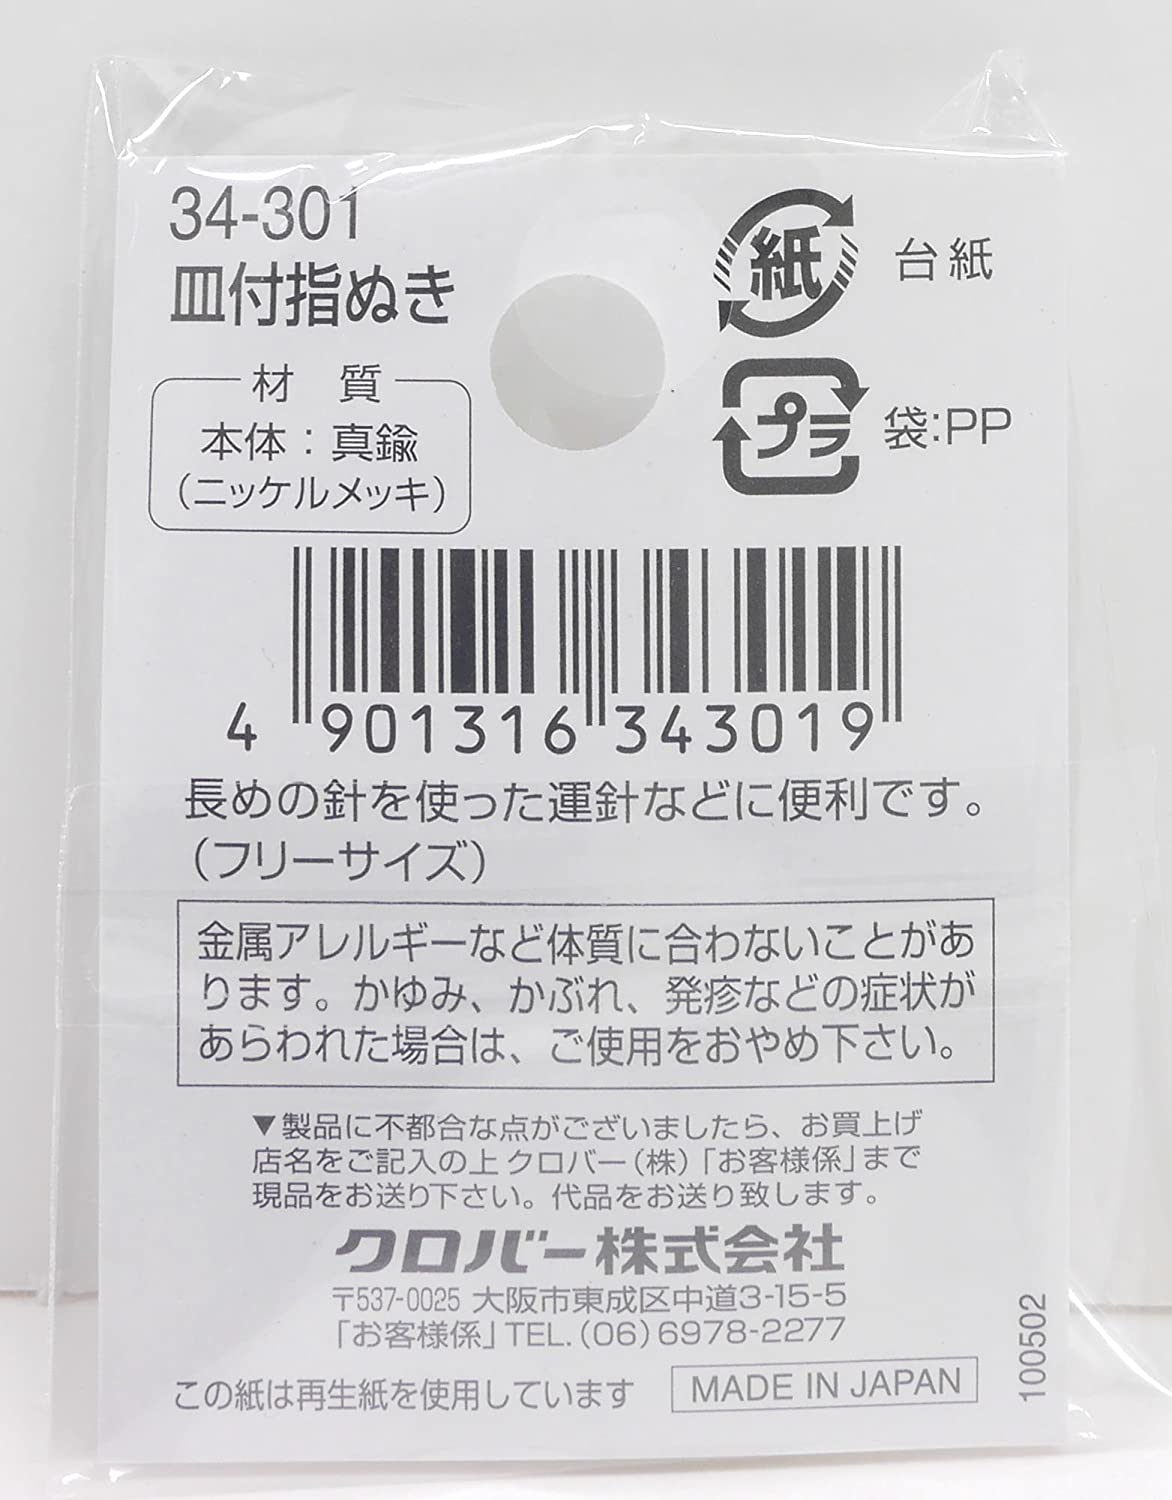 34-301
皿付指ぬき
材 質
本体：真鍮
（ニッケルメッキ）
紙
台紙
プラ
袋:PP
4 901316 343019
長めの針を使った運針などに便利です。
（フリーサイズ）
金属アレルギーなど体質に合わないことがあ
ります。かゆみ、かぶれ、発疹などの症状が
あらわれた場合は、ご使用をおやめ下さい。
▼製品に不都合な点がございましたら、お買上げ
店名をご記入の上クロバー（株）「お客様係」まで
現品をお送り下さい。代品をお送り致します。
クロバー株式会社
〒537-0025 大阪市東成区中道3-15-5
「お客様係」TEL.（06）6978-2277
この紙は再生紙を使用しています
MADE IN JAPAN
100502